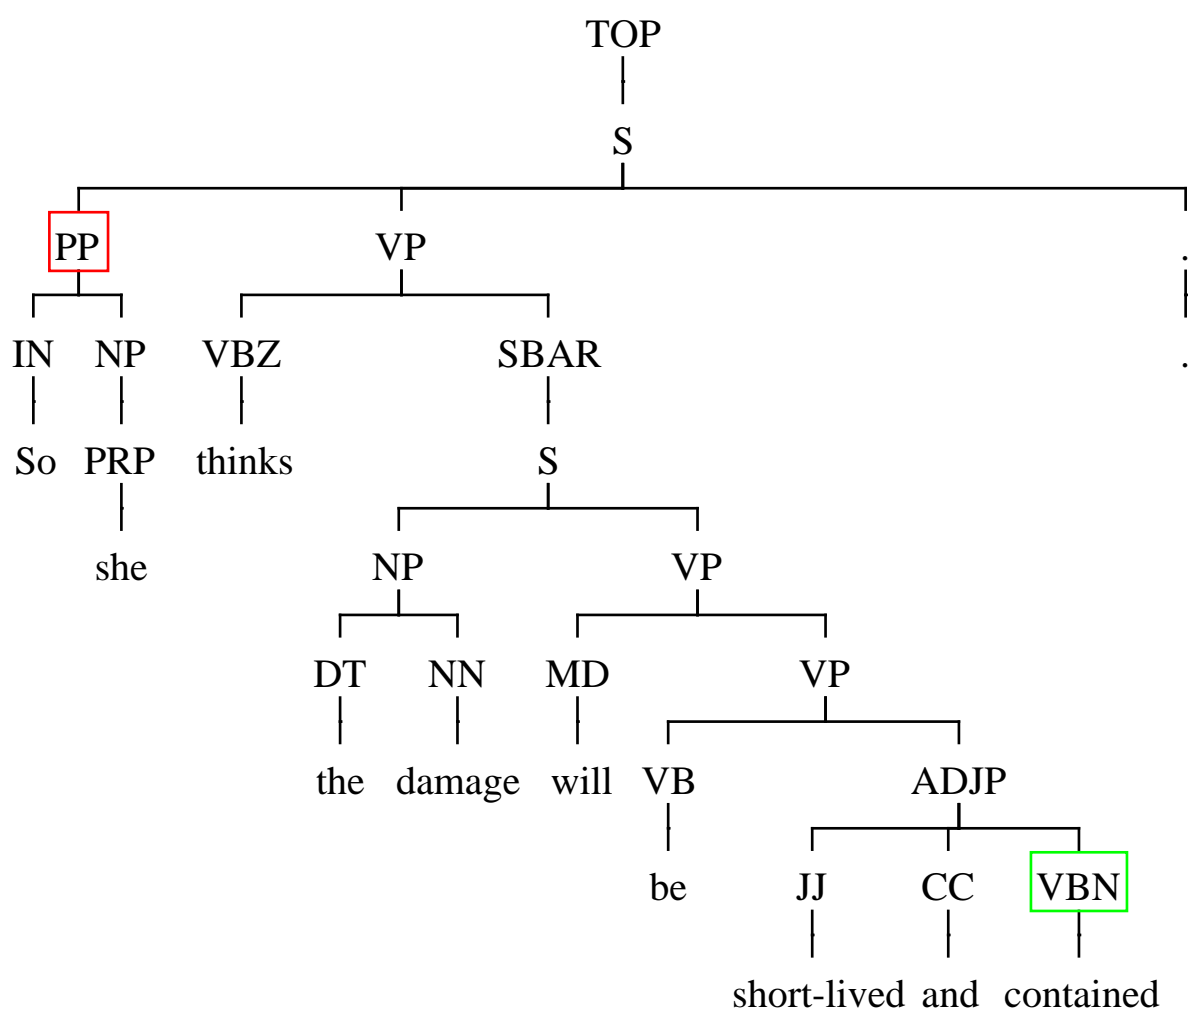 TOP
S
PP VP .
IN NP VBZ SBAR .
So PRP thinks S
she NP VP
DT NN MD VP
the damage will VB ADJP
be JJ CC VBN
short-lived and contained